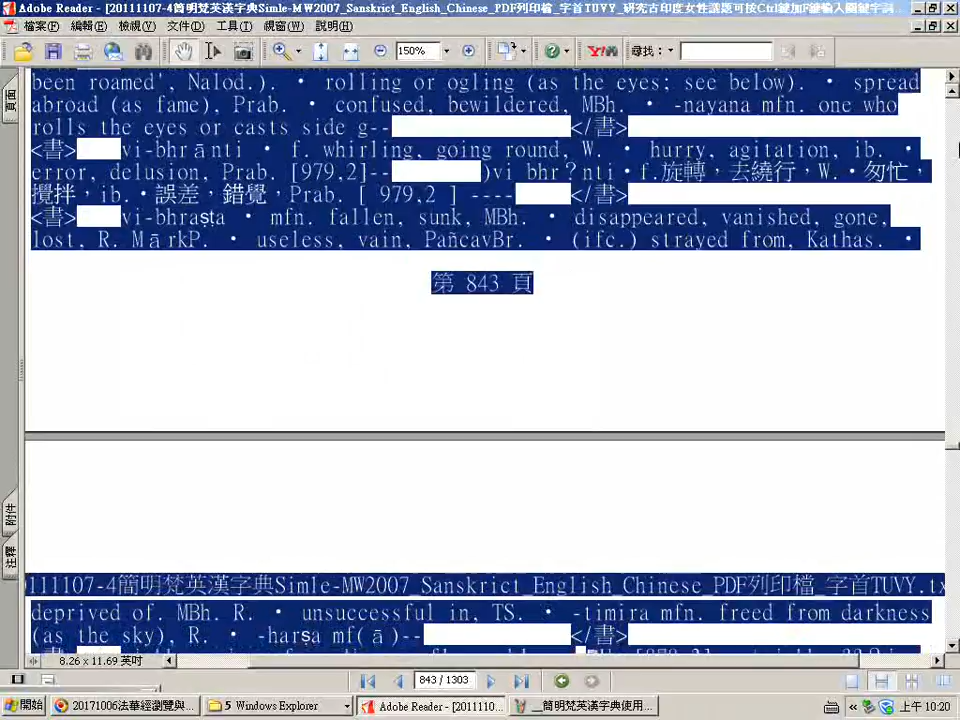 Adobe Reader - [20111107-4簡明梵英漢字典Simle-MW2007_Sanskrict_English_Chinese_PDF列印檔_字首TUVY_研究古印度女性議題可按Ctrl鍵加F鍵輸入關鍵字詞
檔案(F) 編輯(E) 檢視(V) 文件(D) 工具(T) 視窗(W) 說明(H)
150% 尋找：
頁面
been roamed', Nalod.). • rolling or ogling (as the eyes; see below). • spread
abroad (as fame), Prab. • confused, bewildered, MBh. • -nayana mfn. one who
rolls the eyes or casts side g--</書>
<書>vi-bhrānti • f. whirling, going round, W. • hurry, agitation, ib. •
error, delusion, Prab. [979,2]--)vi bhr？nti‧f.旋轉，去繞行，W.‧匆忙，
攪拌，ib.‧誤差，錯覺，Prab. [ 979,2 ] ----</書>
<書>vi-bhraṣṭa • mfn. fallen, sunk, MBh. • disappeared, vanished, gone,
lost, R. MārkP. • useless, vain, PañcavBr. • (ifc.) strayed from, Kathas. •
第 843 頁
111107-4簡明梵英漢字典Simle-MW2007_Sanskrict_English_Chinese_PDF列印檔_字首TUVY.tx
deprived of. MBh. R. • unsuccessful in, TS. • -timira mfn. freed from darkness
(as the sky), R. • -harṣa mf(ā)--</書>
附件
注釋
8.26 x 11.69 英吋
843 / 1303
開始 20171006法華經瀏覽與... 5 Windows Explorer Adobe Reader - [2011110... __簡明梵英漢字典使用... 上午 10:20